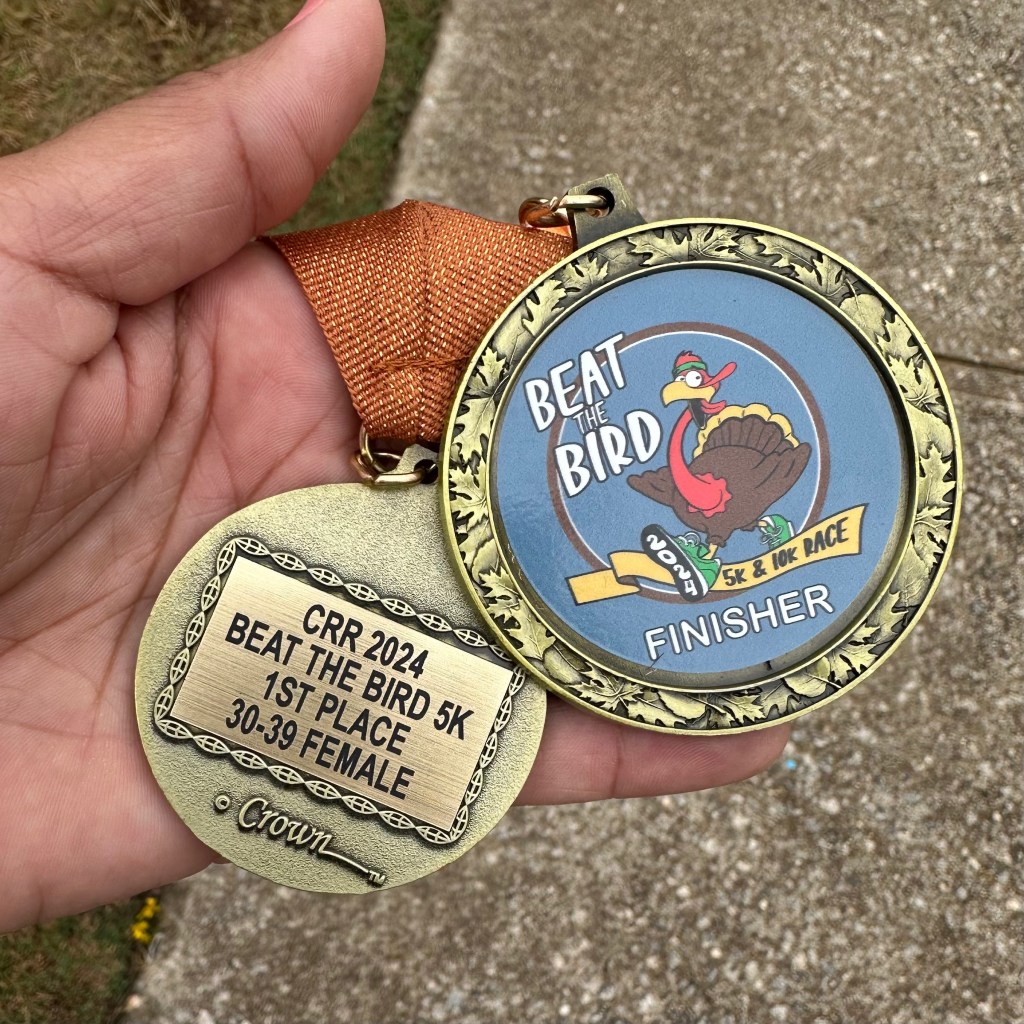 BEAT
THE
BIRD
2024
5K & 10K RACE
FINISHER
CRR 2024
BEAT THE BIRD 5K
1ST PLACE
30-39 FEMALE
© Crown ™